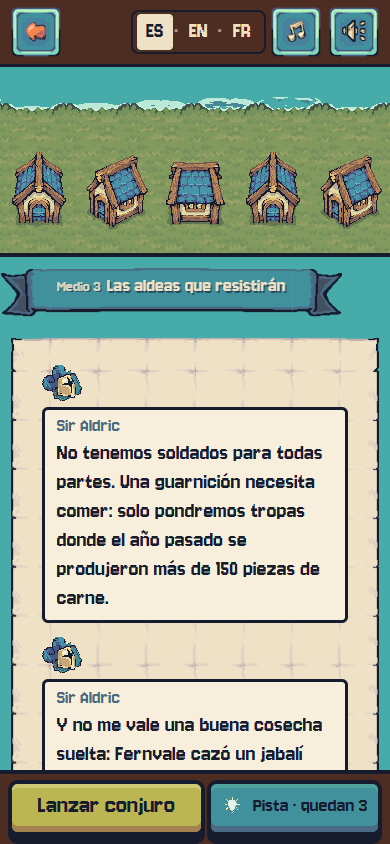 ES · EN · FR
Medio 3 Las aldeas que resistirán
Sir Aldric
No tenemos soldados para todas
partes. Una guarnición necesita
comer: solo pondremos tropas
donde el año pasado se
produjeron más de 150 piezas de
carne.
Sir Aldric
Y no me vale una buena cosecha
suelta: Fernvale cazó un jabalí
Lanzar conjuro
Pista · quedan 3